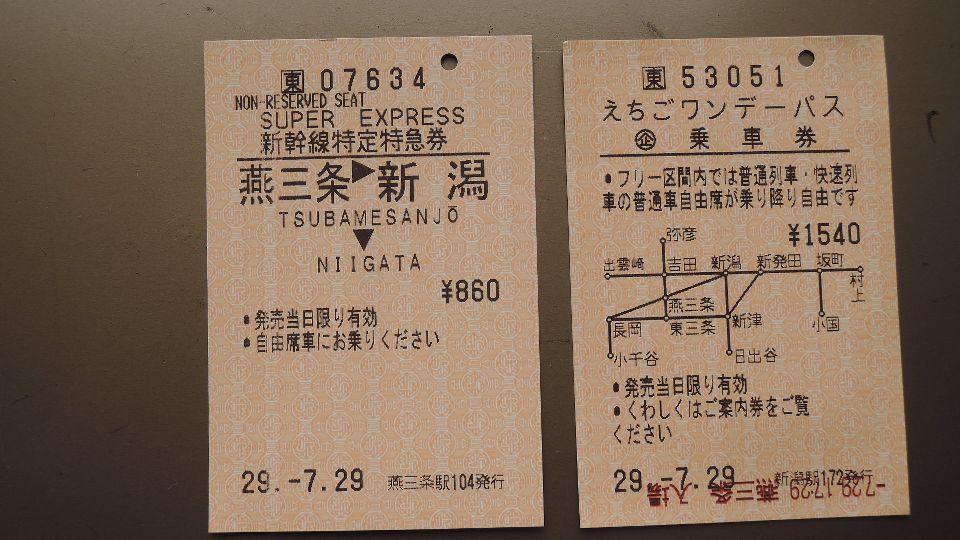 東 07634
NON-RESERVED SEAT
SUPER EXPRESS
新幹線特定特急券
燕三条▶新潟
TSUBAMESANJŌ
▼
NIIGATA
¥860
•発売当日限り有効
•自由席車にお乗りください
29.-7.29 燕三条駅104発行
東 53051
えちごワンデーパス
企 乗車券
•フリー区間内では普通列車・快速列
車の普通車自由席が乗り降り自由です
¥1540
弥彦
出雲崎 吉田 新潟 新発田 坂町
村上
燕三条
長岡 東三条 新津 小国
小千谷 日出谷
•発売当日限り有効
•くわしくはご案内券をご覧
ください
29.-7.29 新潟駅172発行
-7.29.17:29 燕三条 入場